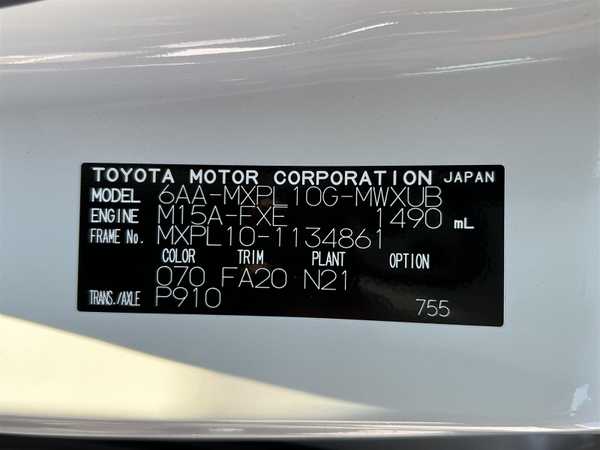 TOYOTA MOTOR CORPORATION JAPAN
MODEL 6AA-MXPL10G-MWXUB
ENGINE M15A-FXE 1490 mL
FRAME No. MXPL10-1134861
COLOR TRIM PLANT OPTION
070 FA20 N21
TRANS./AXLE P910
755